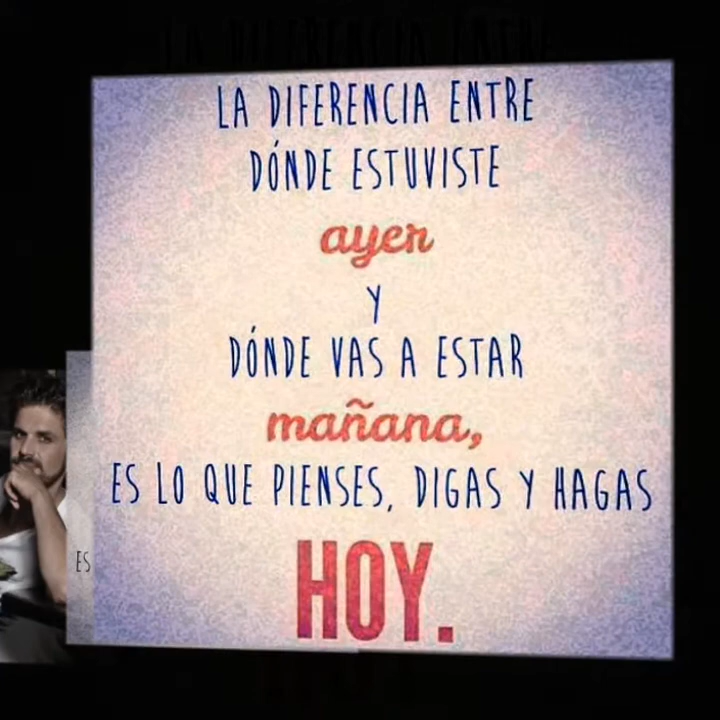 LA DIFERENCIA ENTRE
DÓNDE ESTUVISTE
ayer
Y
DÓNDE VAS A ESTAR
mañana,
ES LO QUE PIENSES, DIGAS Y HAGAS
HOY.
ES